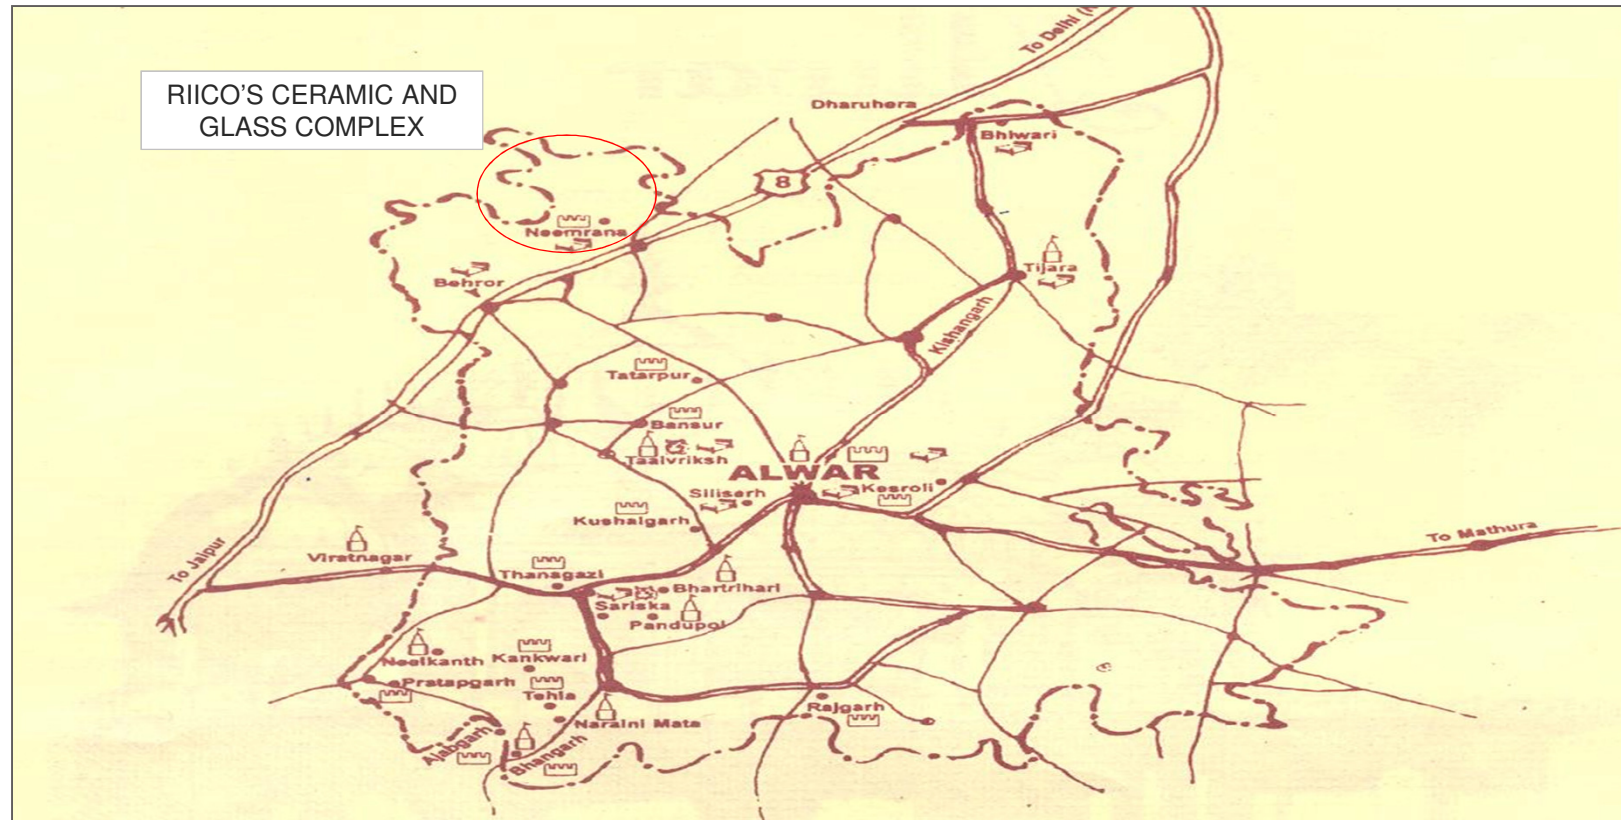 To Delhi
RIICO'S CERAMIC AND
GLASS COMPLEX
Dharuhera
Bhiwari
8
Neemrana
Tijara
Behror
Kishangarh
Tatarpur
Bansur
Taalvriksh
ALWAR
Siliserh
Kesroli
Kushalgarh
To Mathura
To Jaipur
Viratnagar
Thanagazi
Bhartrihari
Sariska
Pandupol
Neelkanth
Kankwari
Pratapgarh
Tehla
Rajgarh
Naraini Mata
Ajabgarh
Bhangarh